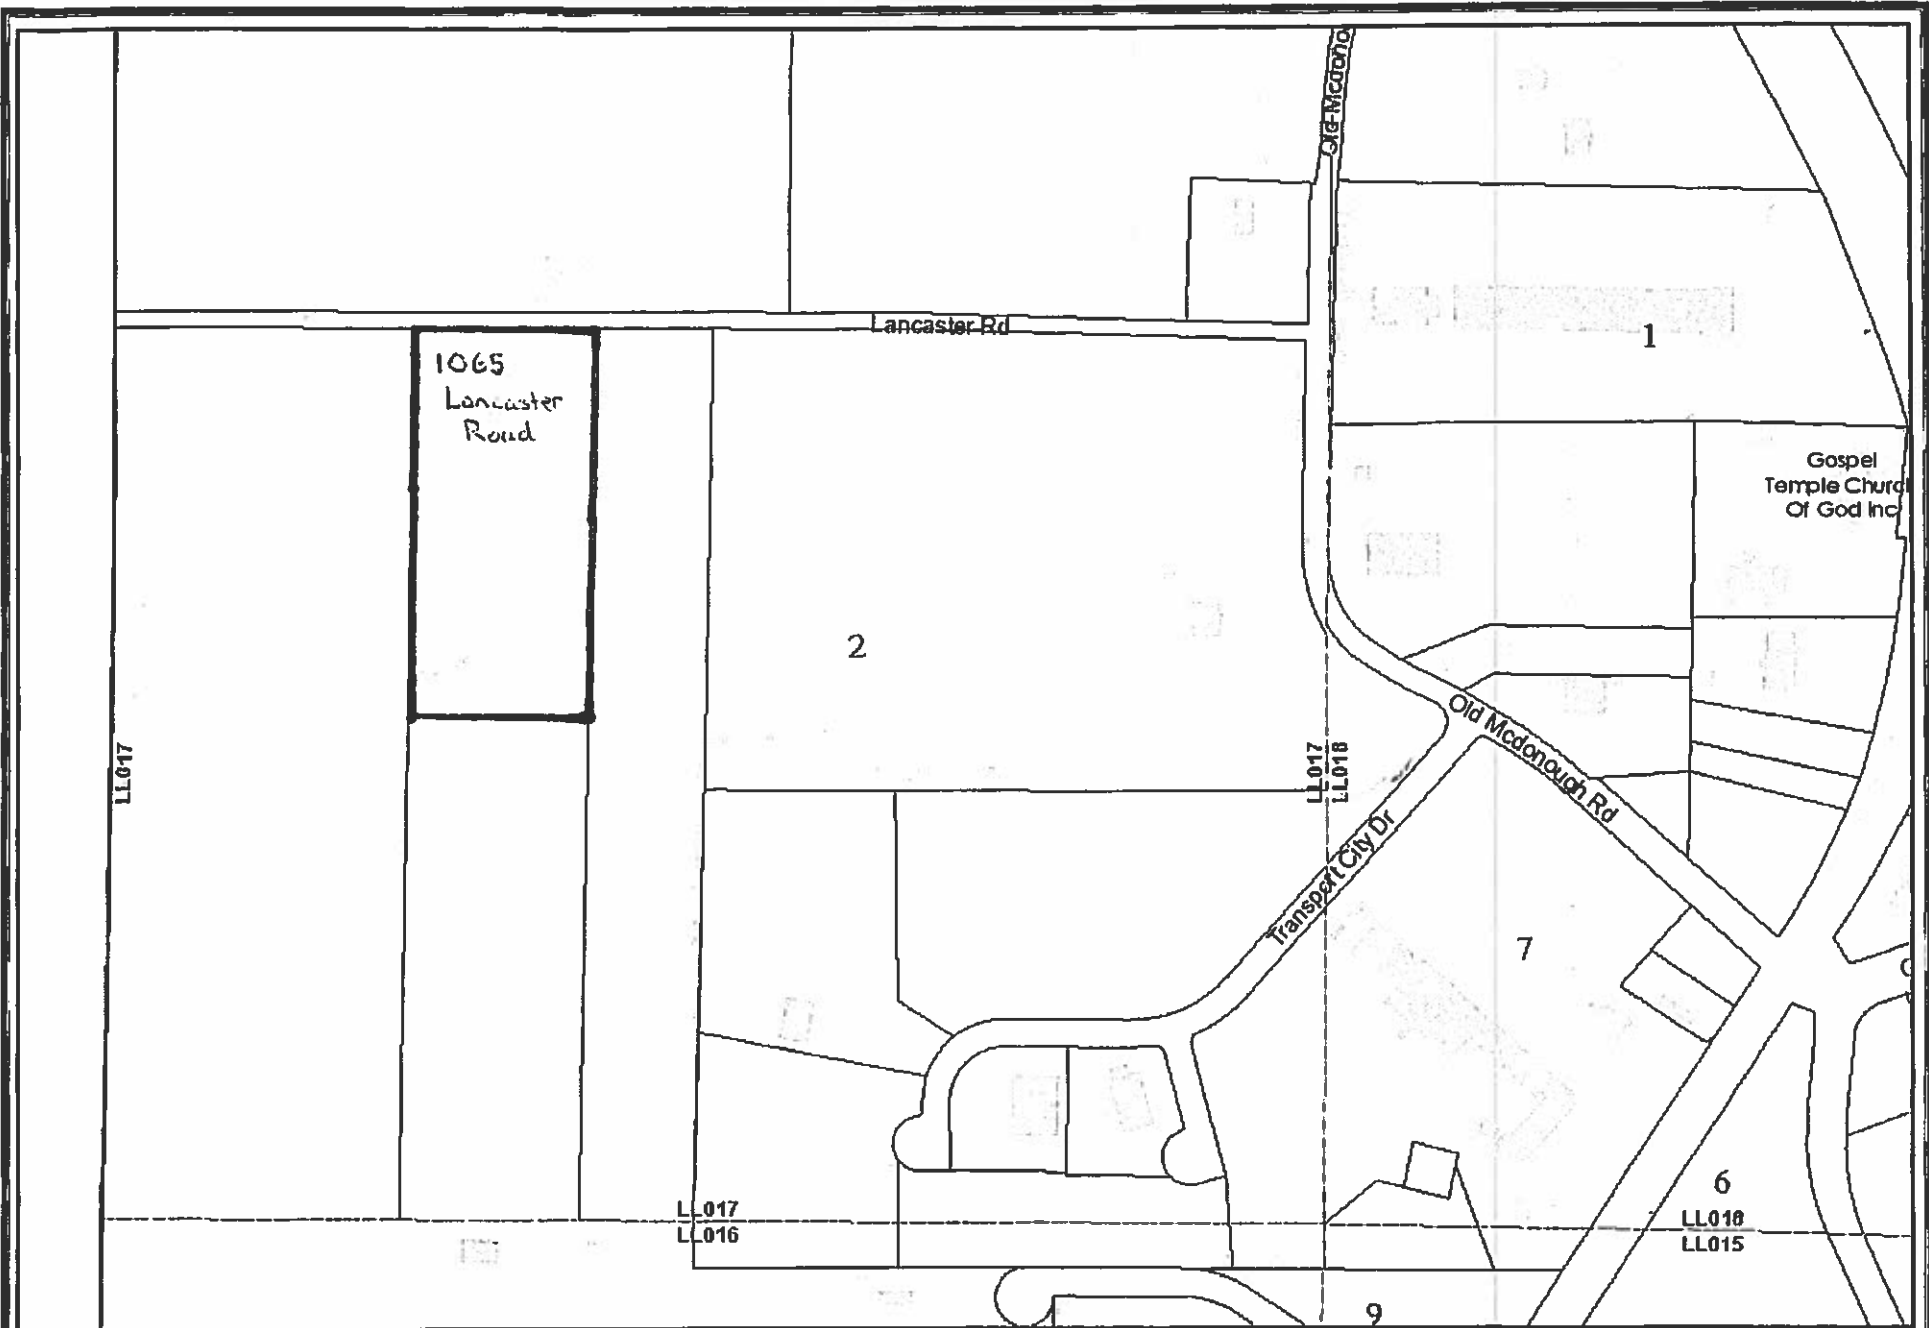 Old Mcdono
Lancaster Rd
1065
Lancaster
Road
1
Gospel
Temple Churc
Of God Inc
2
LL017
LL017
LL018
Old Mcdonough Rd
Transport City Dr
7
6
LL017
LL016
LL018
LL015
9